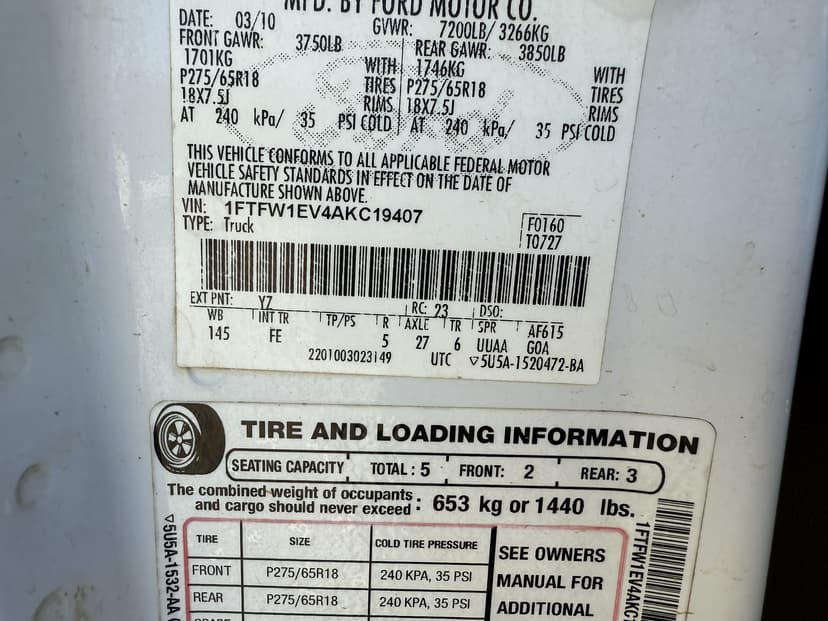 MFD. BY FORD MOTOR CO.
DATE: 03/10 GVWR: 7200LB/ 3266KG
FRONT GAWR: 3750LB REAR GAWR: 3850LB
1701KG WITH 1746KG WITH
P275/65R18 TIRES P275/65R18 TIRES
18X7.5J RIMS 18X7.5J RIMS
AT 240 kPa/ 35 PSI COLD AT 240 kPa/ 35 PSI COLD
THIS VEHICLE CONFORMS TO ALL APPLICABLE FEDERAL MOTOR
VEHICLE SAFETY STANDARDS IN EFFECT ON THE DATE OF
MANUFACTURE SHOWN ABOVE.
VIN: 1FTFW1EV4AKC19407
TYPE: Truck
F0160
T0727
EXT PNT: YZ RC: 23 DSO:
WB INT TR TP/PS R AXLE TR SPR AF615
145 FE 5 27 6 UUAA GOA
2201003023149 UTC ▽5U5A-1520472-BA
TIRE AND LOADING INFORMATION
SEATING CAPACITY TOTAL: 5 FRONT: 2 REAR: 3
The combined weight of occupants
and cargo should never exceed : 653 kg or 1440 lbs.
TIRE SIZE COLD TIRE PRESSURE
FRONT P275/65R18 240 KPA, 35 PSI
REAR P275/65R18 240 KPA, 35 PSI
SEE OWNERS
MANUAL FOR
ADDITIONAL
▽5U5A-1532-AA
1FTFW1EV4AKC